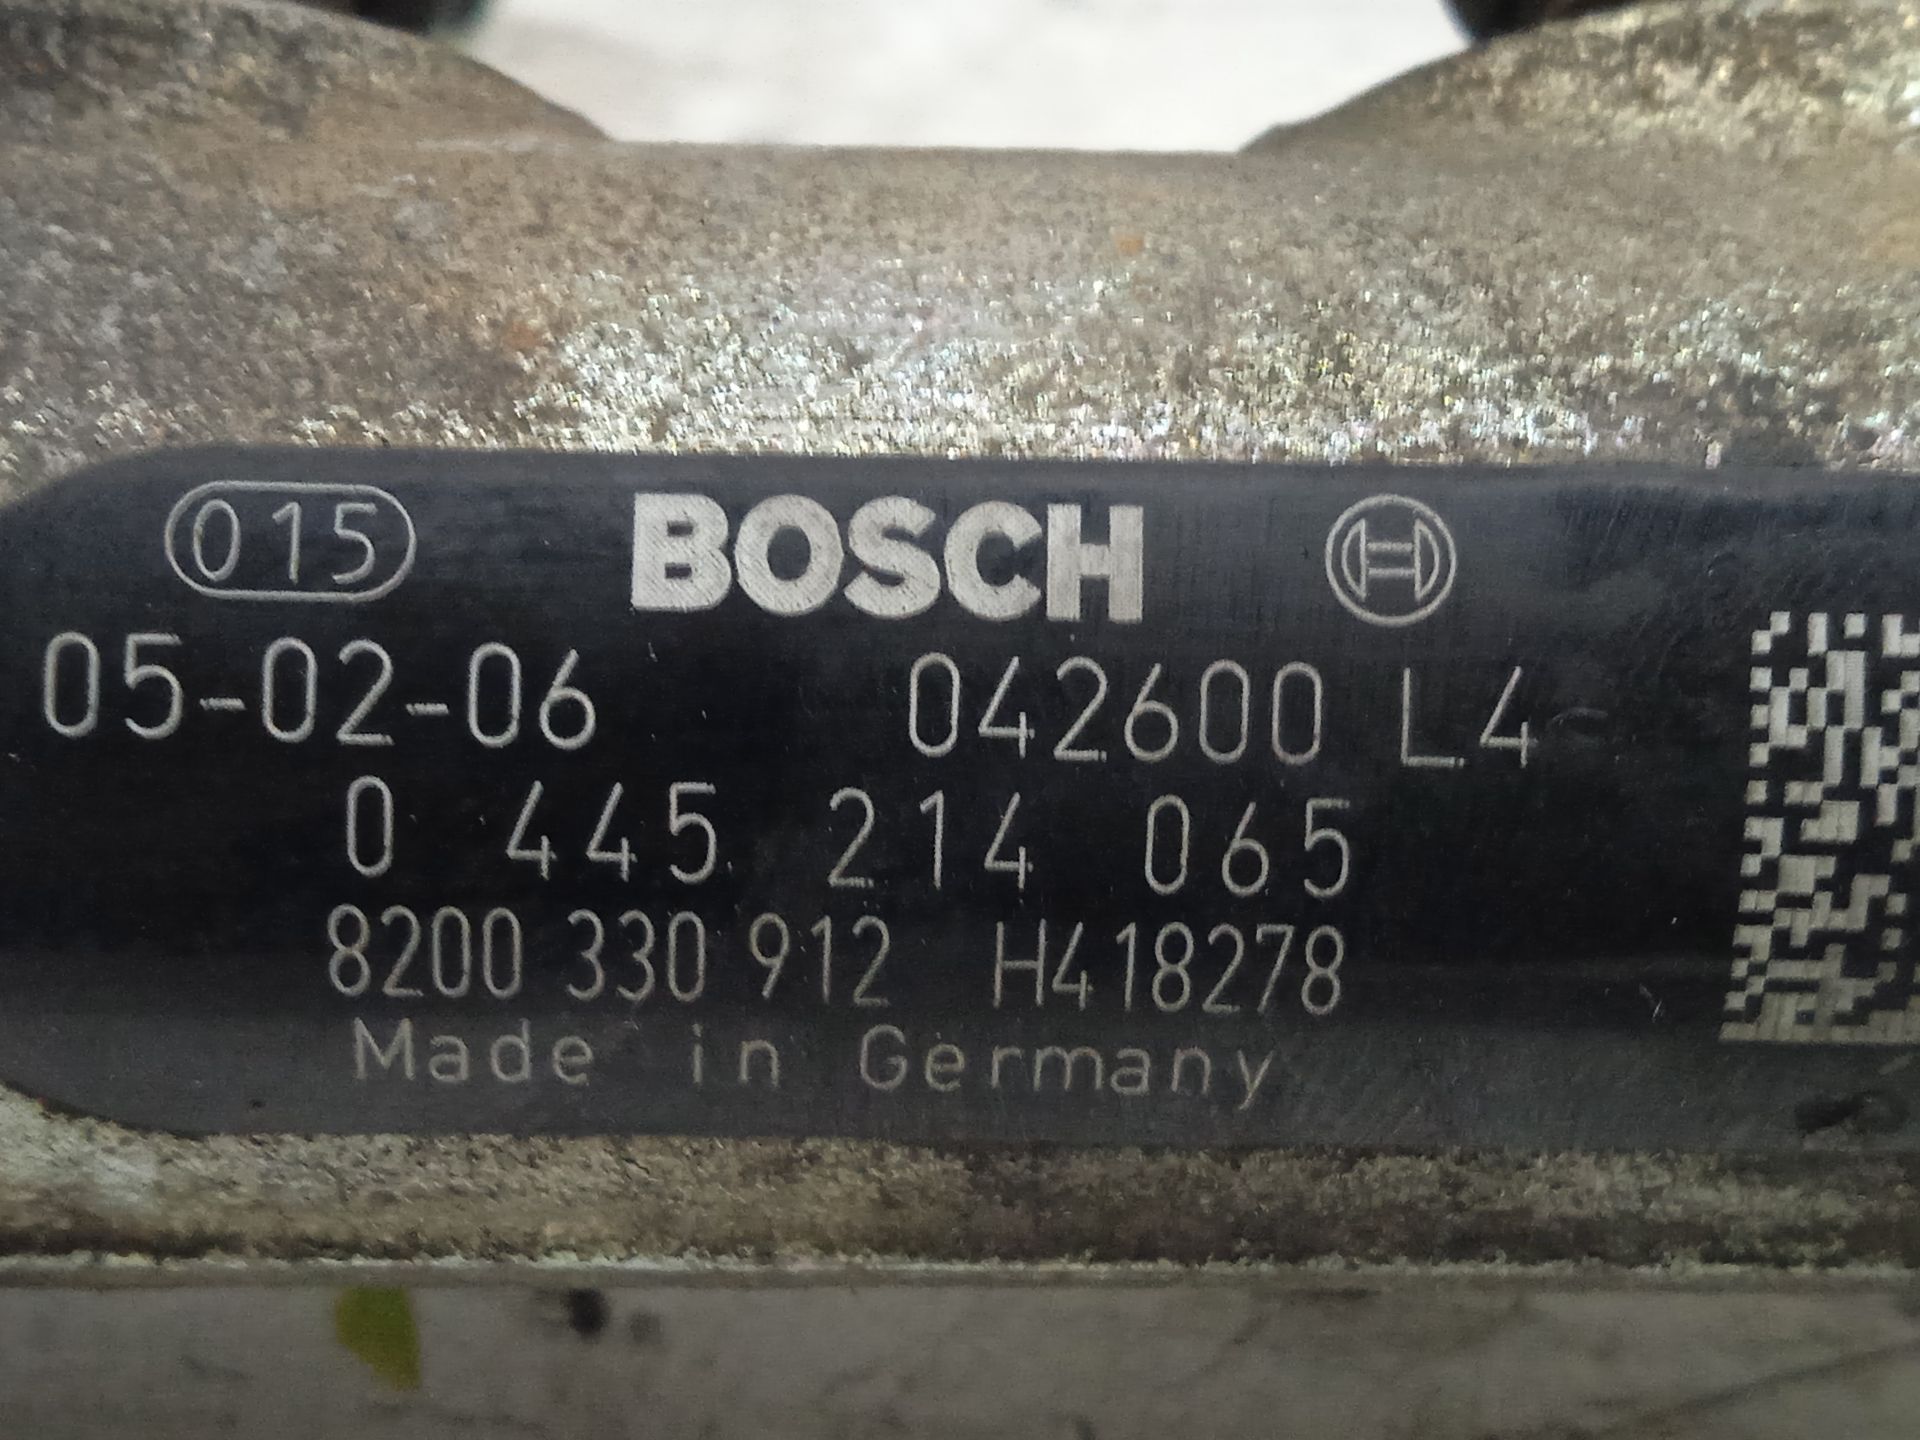 015 BOSCH
05-02-06 042600 L4
0 445 214 065
8200 330 912 H418278
Made in Germany